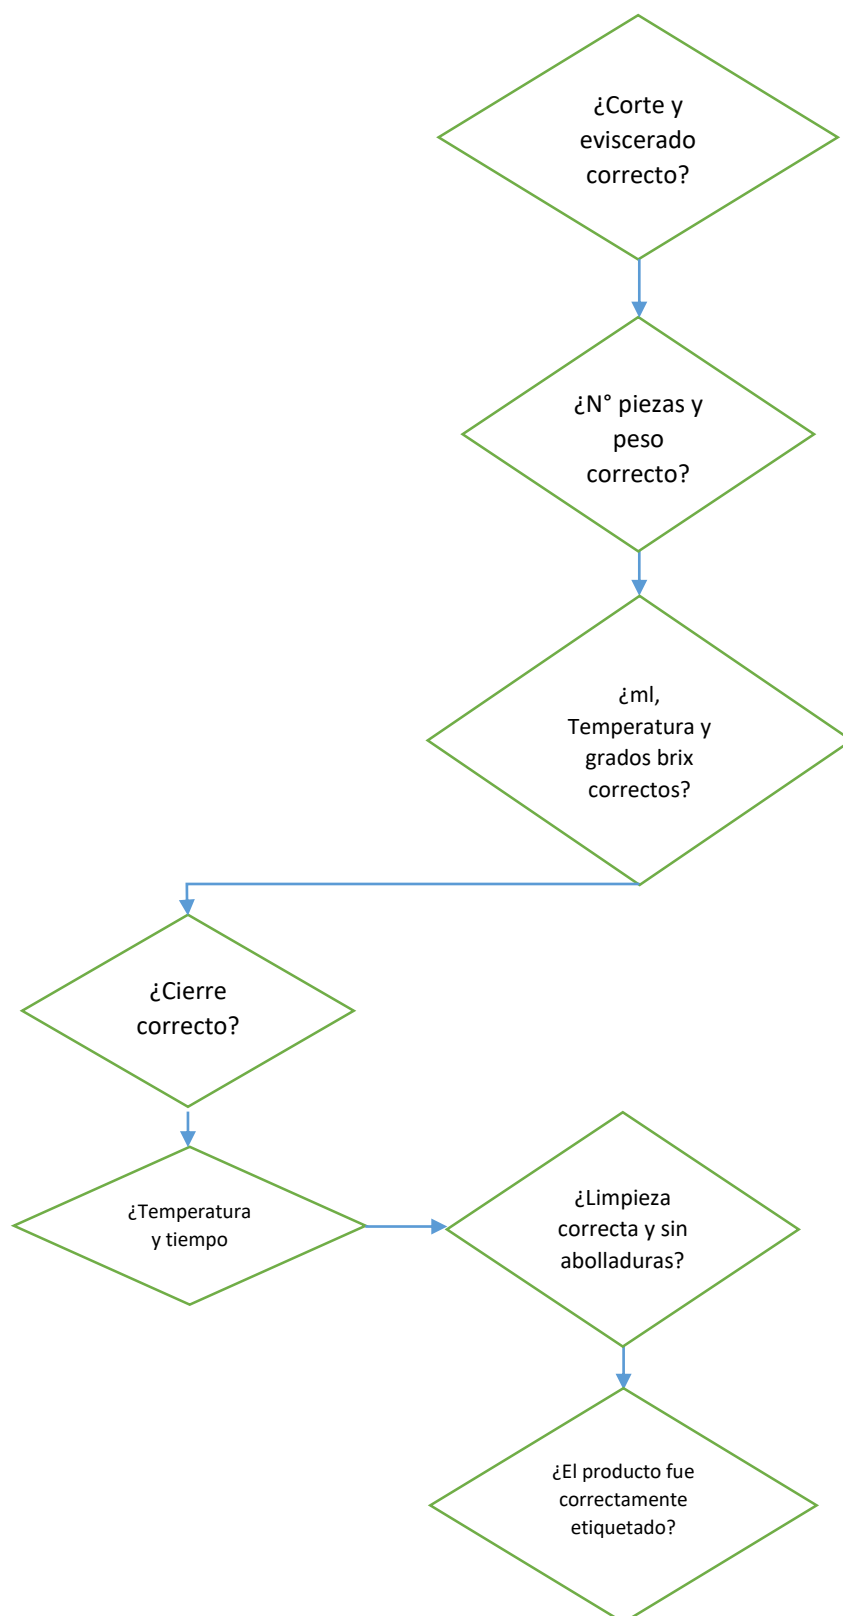 ¿Corte y
eviscerado
correcto?
¿N° piezas y
peso
correcto?
¿ml,
Temperatura y
grados brix
correctos?
¿Cierre
correcto?
¿Temperatura
y tiempo
¿Limpieza
correcta y sin
abolladuras?
¿El producto fue
correctamente
etiquetado?